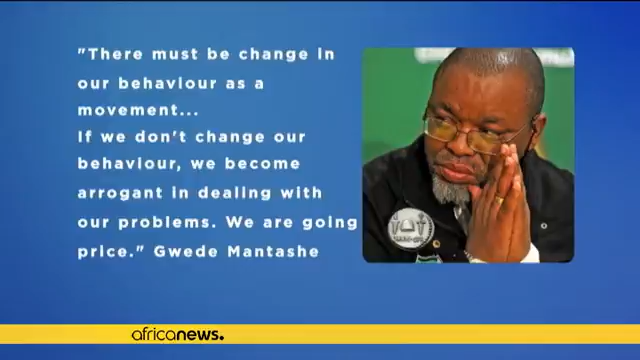 "There must be change in
our behaviour as a
movement...
If we don't change our
behaviour, we become
arrogant in dealing with
our problems. We are going
price." Gwede Mantashe
africanews.